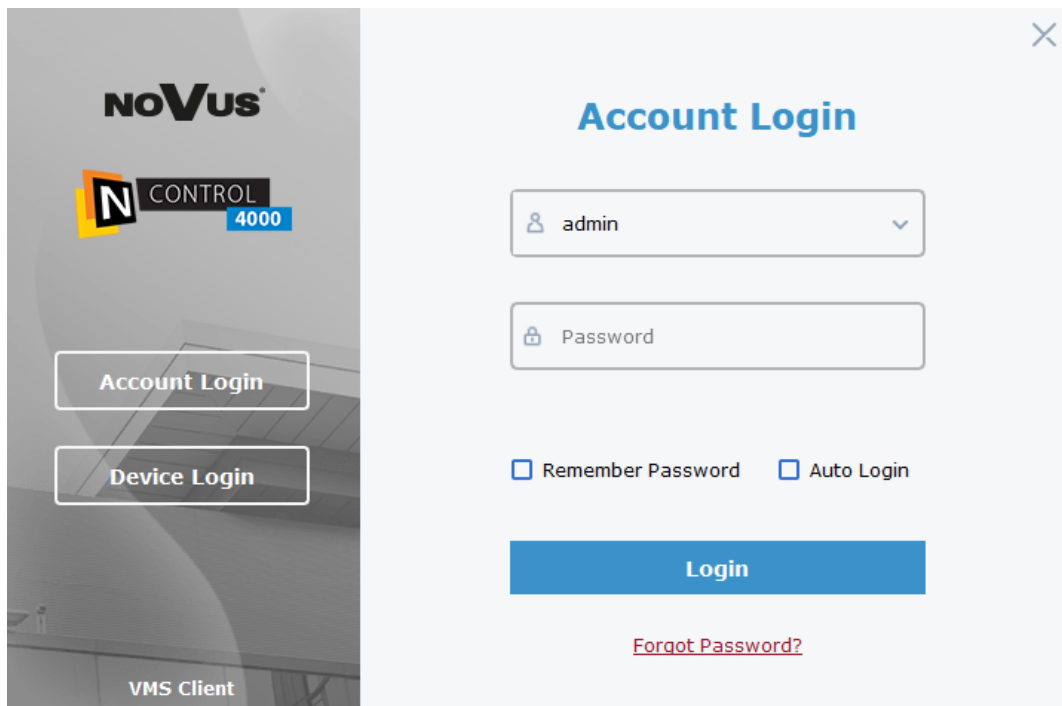 NOVUS®
N CONTROL
4000
Account Login
Device Login
VMS Client
Account Login
admin
Password
Remember Password Auto Login
Login
Forgot Password?